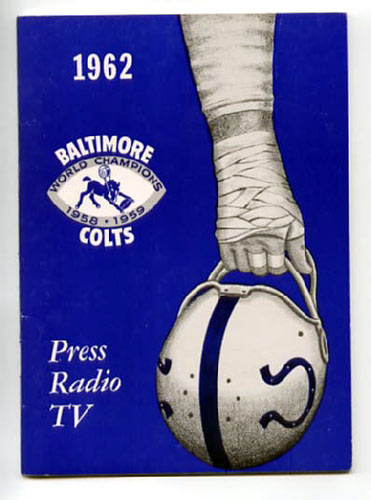 1962
BALTIMORE
WORLD CHAMPIONS
1958 · 1959
COLTS
Press
Radio
TV